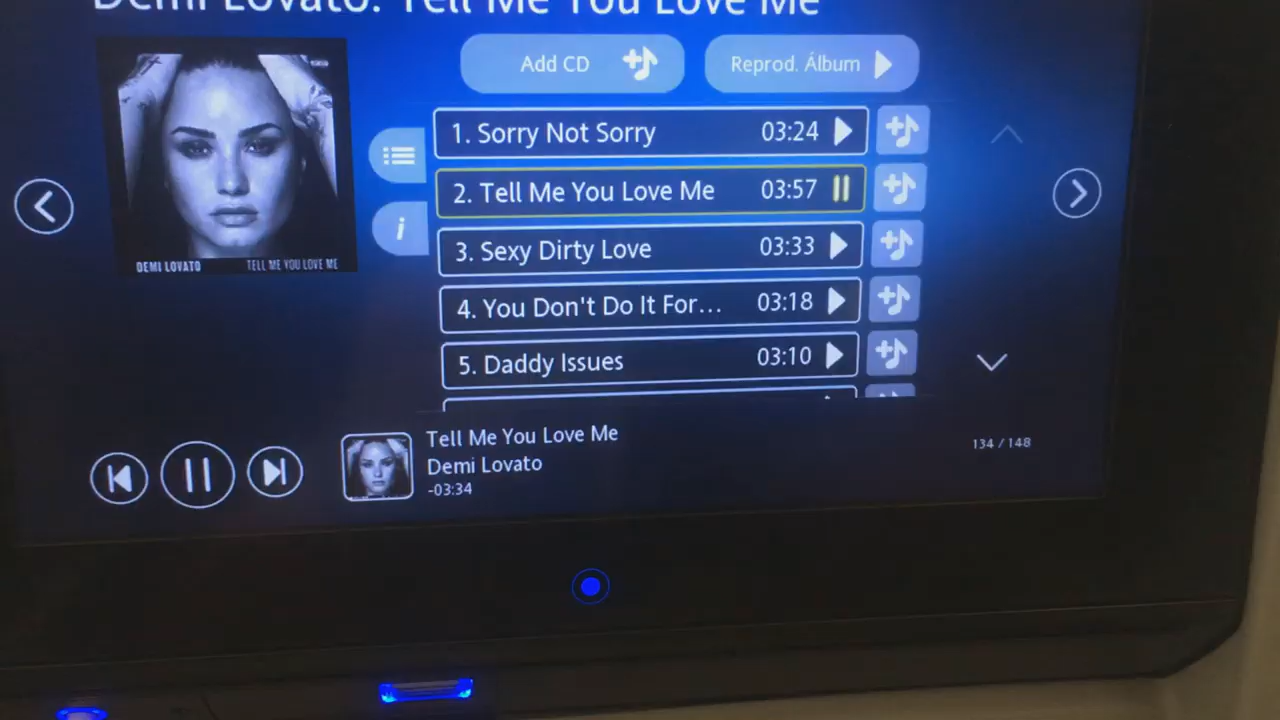 Demi Lovato: Tell Me You Love Me
Add CD
Reprod. Álbum
1. Sorry Not Sorry 03:24
2. Tell Me You Love Me 03:57
3. Sexy Dirty Love 03:33
4. You Don't Do It For... 03:18
5. Daddy Issues 03:10
i
DEMI LOVATO TELL ME YOU LOVE ME
Tell Me You Love Me
Demi Lovato
-03:34
134 / 148